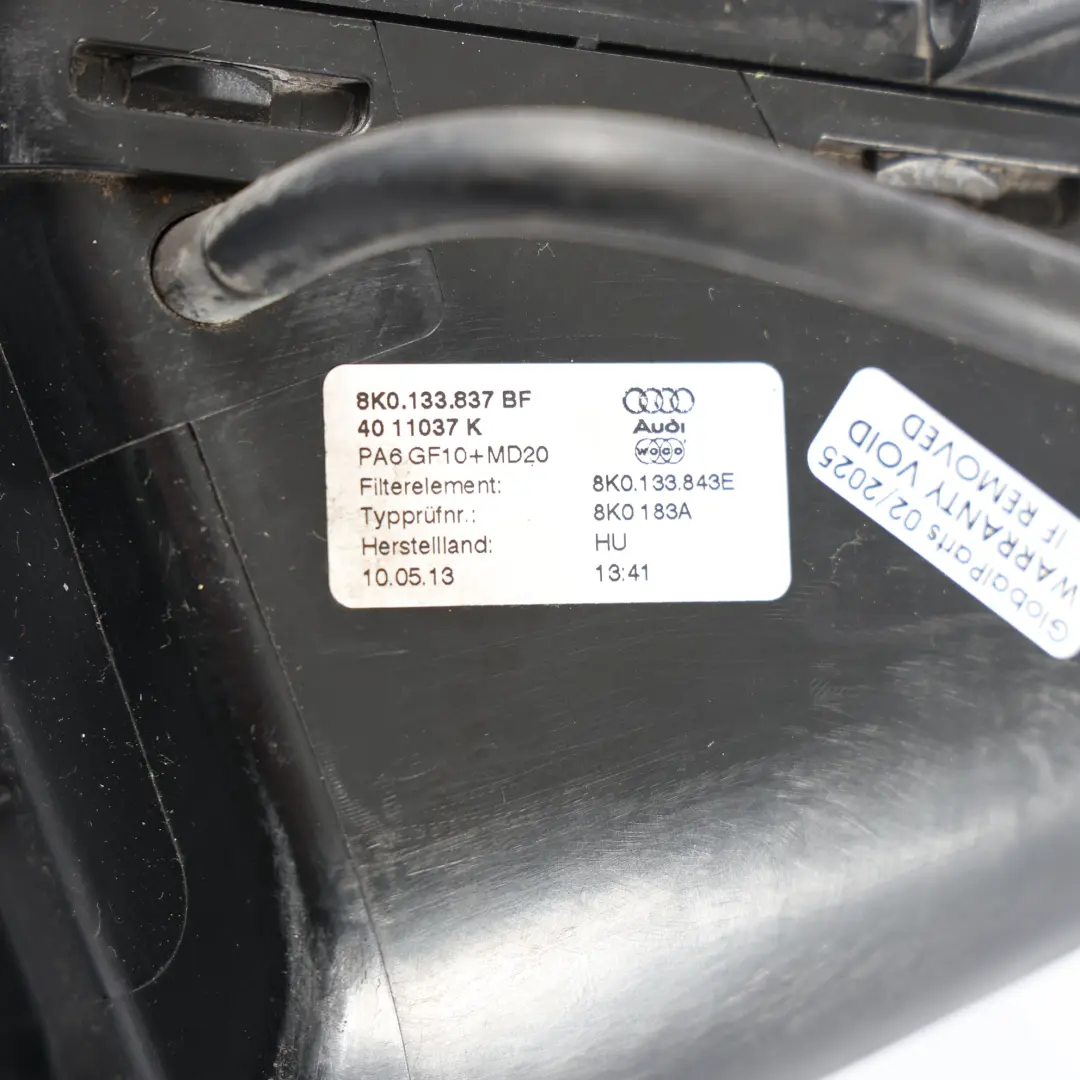 8K0.133.837 BF
40 11037 K
PA6.GF10+MD20
Filterelement: 8K0.133.843E
Typprüfnr.: 8K0 183A
Herstellland: HU
10.05.13 13:41
Audi
woco
GlobalParts 02/2025
WARRANTY VOID
IF REMOVED